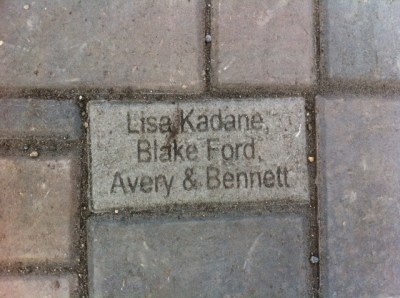 Lisa Kadane,
Blake Ford,
Avery & Bennett